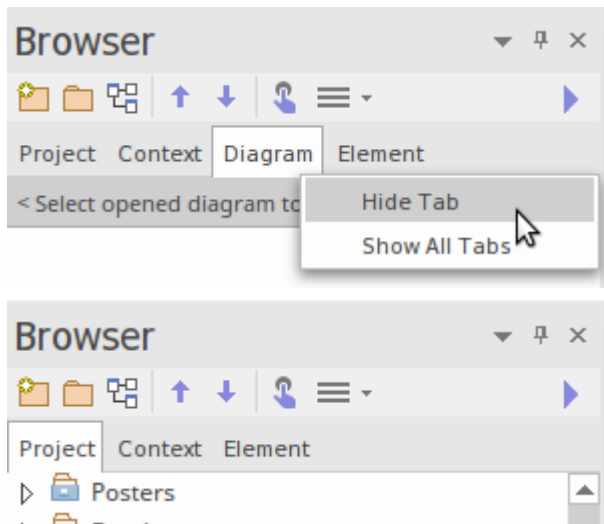 Browser
Project Context Diagram Element
< Select opened diagram to
Hide Tab
Show All Tabs
Browser
Project Context Element
Posters